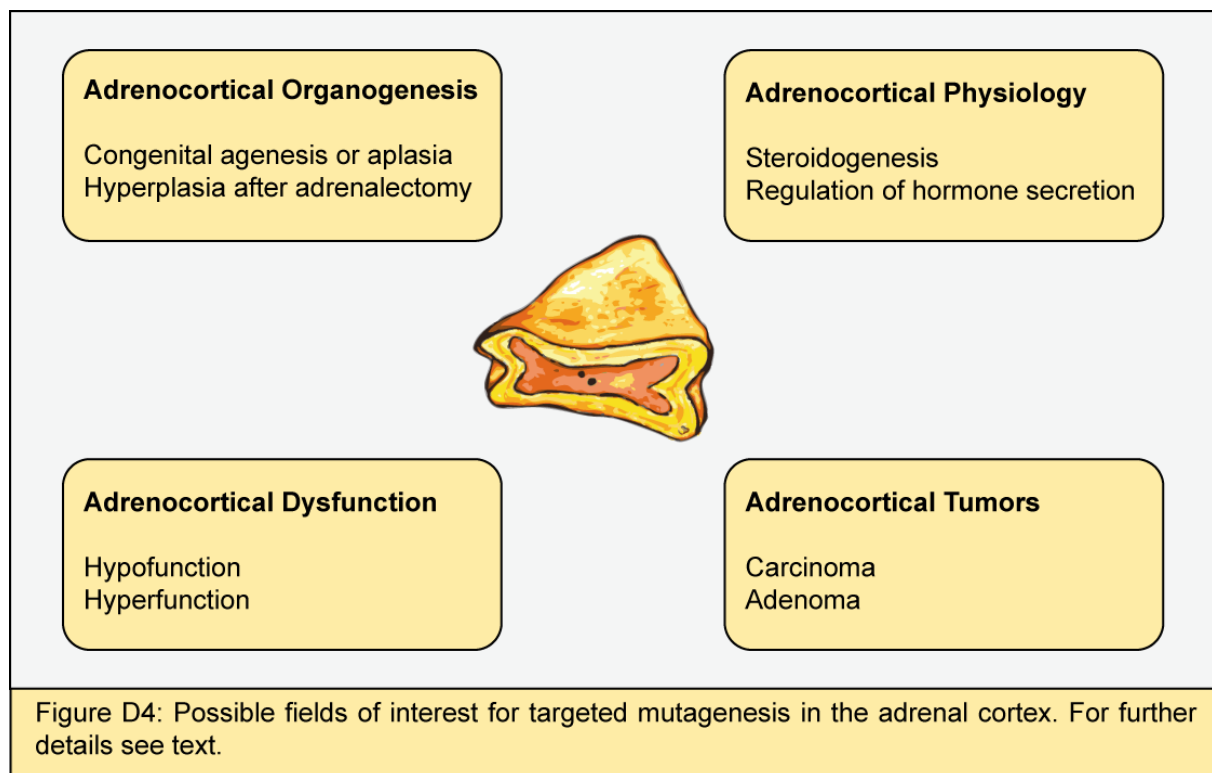 Adrenocortical Organogenesis
Congenital agenesis or aplasia
Hyperplasia after adrenalectomy
Adrenocortical Physiology
Steroidogenesis
Regulation of hormone secretion
Adrenocortical Dysfunction
Hypofunction
Hyperfunction
Adrenocortical Tumors
Carcinoma
Adenoma
Figure D4: Possible fields of interest for targeted mutagenesis in the adrenal cortex. For further
details see text.